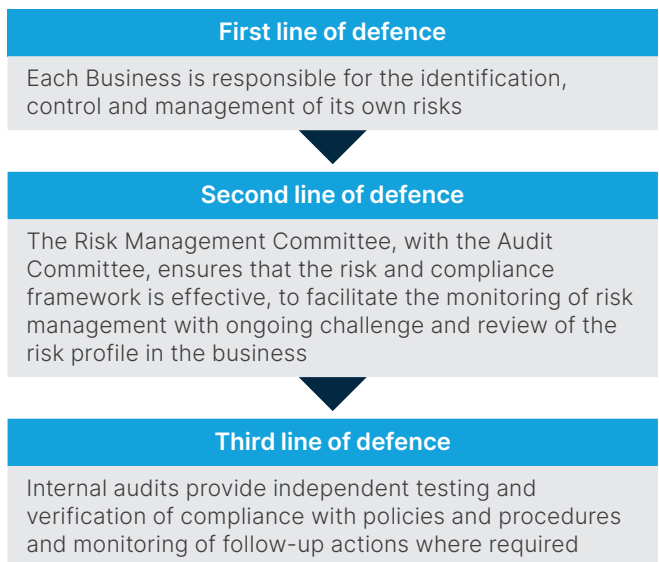 First line of defence
Each Business is responsible for the identification,
control and management of its own risks
Second line of defence
The Risk Management Committee, with the Audit
Committee, ensures that the risk and compliance
framework is effective, to facilitate the monitoring of risk
management with ongoing challenge and review of the
risk profile in the business
Third line of defence
Internal audits provide independent testing and
verification of compliance with policies and procedures
and monitoring of follow-up actions where required